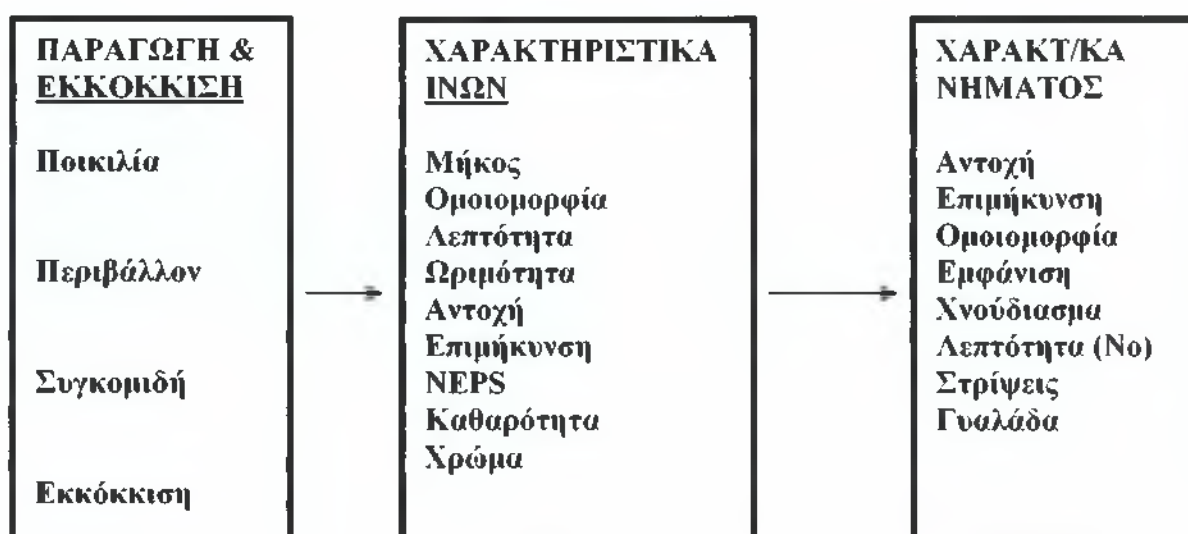 ΠΑΡΑΓΩΓΗ &
ΕΚΚΟΚΚΙΣΗ
Ποικιλία
Περιβάλλον
Συγκομιδή
Εκκόκκιση
ΧΑΡΑΚΤΗΡΙΣΤΙΚΑ
ΙΝΩΝ
Μήκος
Ομοιομορφία
Λεπτότητα
Ωριμότητα
Αντοχή
Επιμήκυνση
NEPS
Καθαρότητα
Χρώμα
ΧΑΡΑΚΤ/ΚΑ
ΝΗΜΑΤΟΣ
Αντοχή
Επιμήκυνση
Ομοιομορφία
Εμφάνιση
Χνούδιασμα
Λεπτότητα (Νο)
Στρίψεις
Γυαλάδα